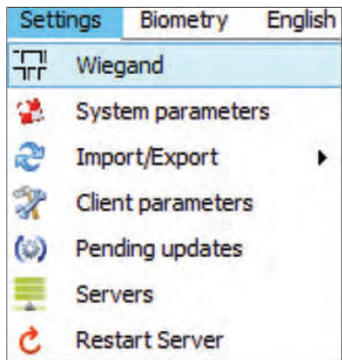 Settings Biometry English
Wiegand
System parameters
Import/Export
Client parameters
Pending updates
Servers
Restart Server